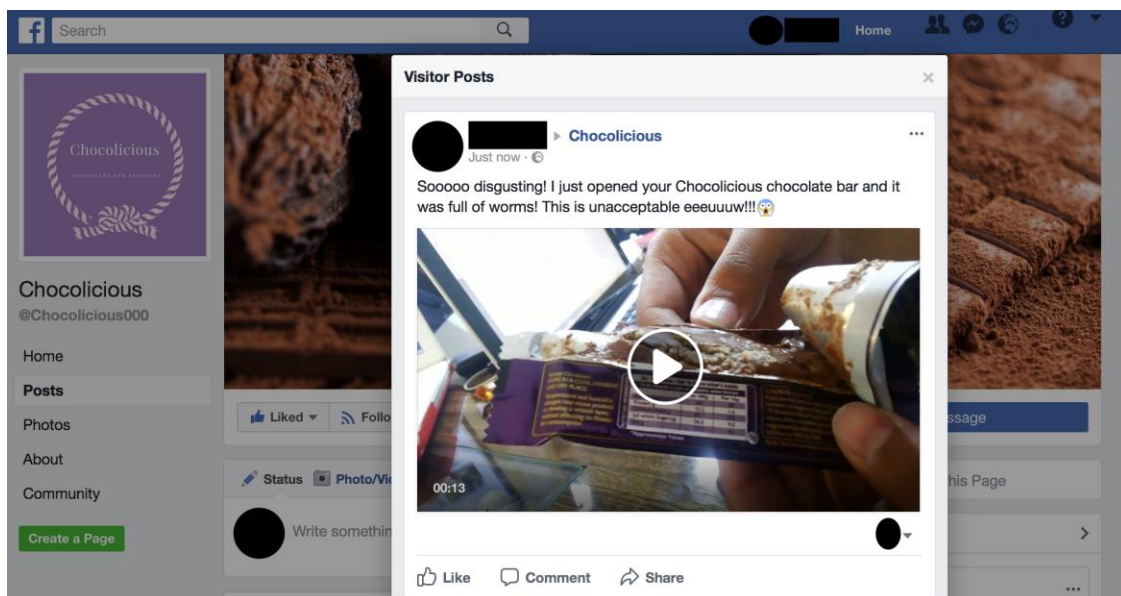 Search
Home
Chocolicious
Chocolicious
@Chocolicious000
Home
Posts
Photos
About
Community
Create a Page
Liked
Follo
ssage
Status Photo/Vi
his Page
Write somethin
Visitor Posts
Chocolicious
Just now
Sooooo disgusting! I just opened your Chocolicious chocolate bar and it
was full of worms! This is unacceptable eeeuuuw!!!😱
00:13
Like Comment Share